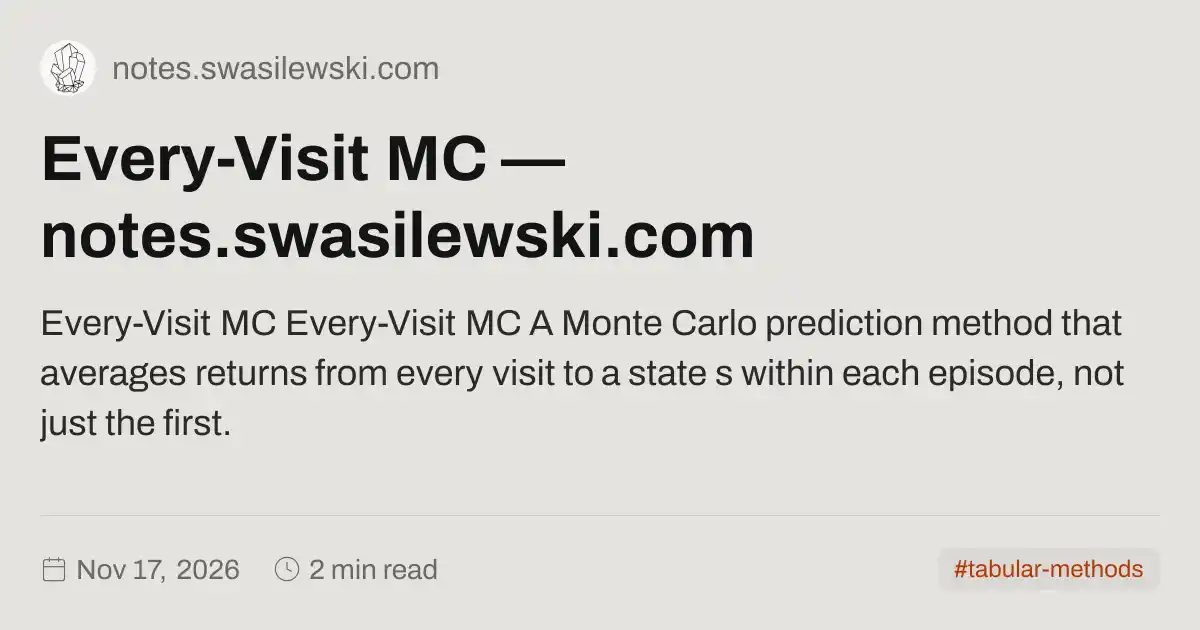 notes.swasilewski.com
Every-Visit MC —
notes.swasilewski.com
Every-Visit MC Every-Visit MC A Monte Carlo prediction method that
averages returns from every visit to a state s within each episode, not
just the first.
Nov 17, 2026
2 min read
#tabular-methods